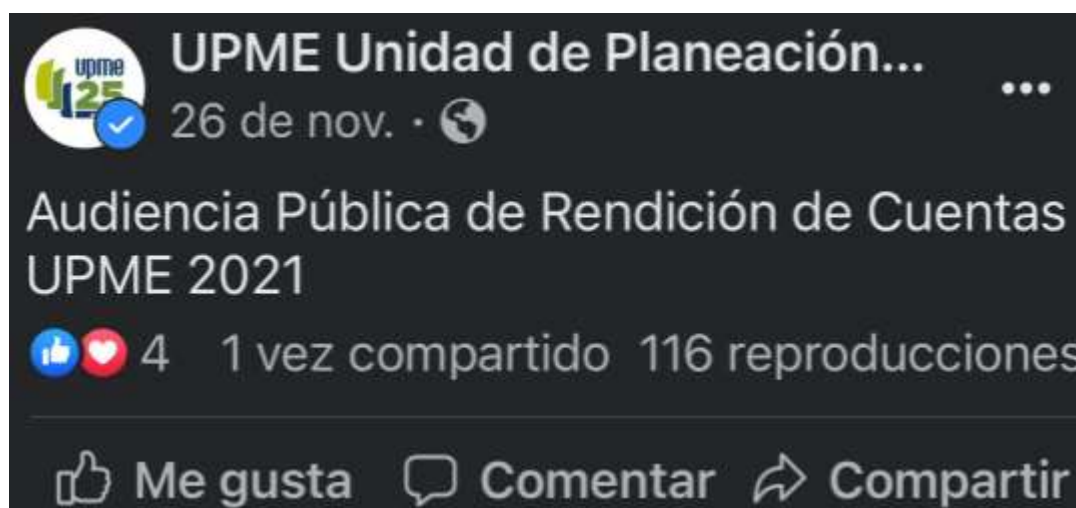 upme
25
UPME Unidad de Planeación...
26 de nov. ·
Audiencia Pública de Rendición de Cuentas
UPME 2021
4 1 vez compartido 116 reproducciones
Me gusta Comentar Compartir